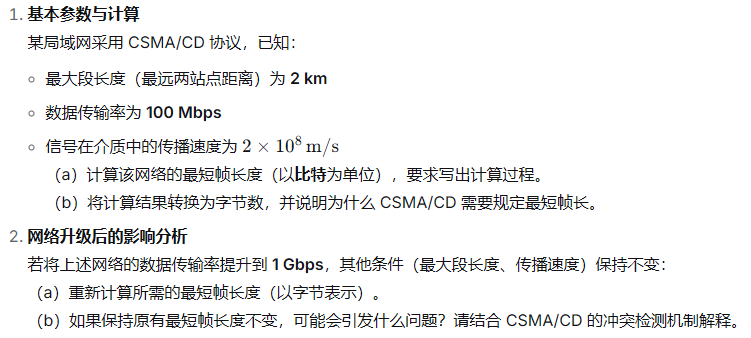 1. 基本参数与计算
某局域网采用 CSMA/CD 协议，已知：
◦ 最大段长度（最远两站点距离）为 2 km
◦ 数据传输率为 100 Mbps
◦ 信号在介质中的传播速度为 2 × 10⁸ m/s
（a）计算该网络的最短帧长度（以比特为单位），要求写出计算过程。
（b）将计算结果转换为字节数，并说明为什么 CSMA/CD 需要规定最短帧长。
2. 网络升级后的影响分析
若将上述网络的数据传输率提升到 1 Gbps，其他条件（最大段长度、传播速度）保持不变：
（a）重新计算所需的最短帧长度（以字节表示）。
（b）如果保持原有最短帧长度不变，可能会引发什么问题？请结合 CSMA/CD 的冲突检测机制解释。